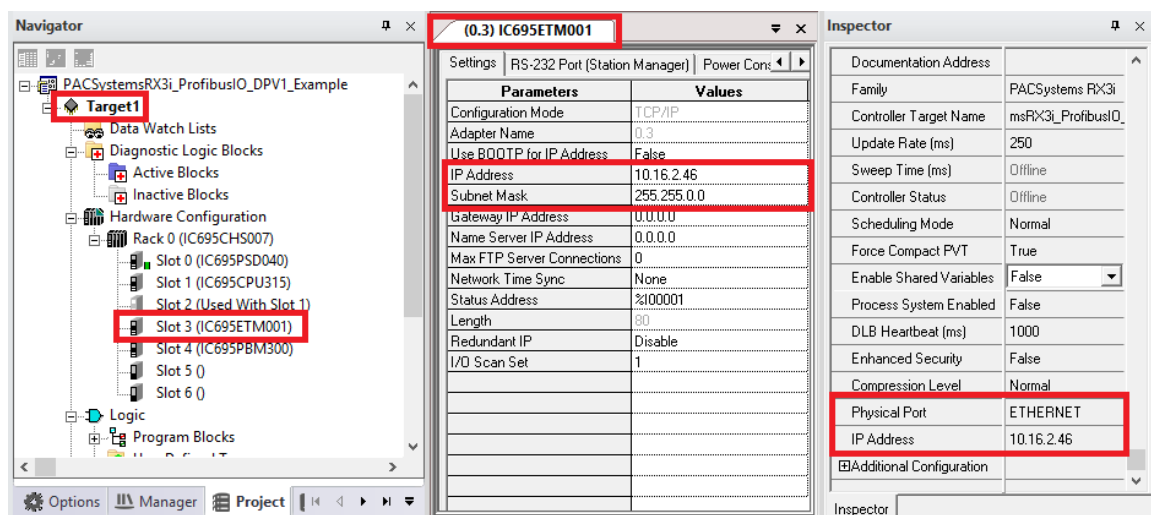 Navigator
PACSystemsRX3i_ProfibusIO_DPV1_Example
Target1
Data Watch Lists
Diagnostic Logic Blocks
Active Blocks
Inactive Blocks
Hardware Configuration
Rack 0 (IC695CHS007)
Slot 0 (IC695PSD040)
Slot 1 (IC695CPU315)
Slot 2 (Used With Slot 1)
Slot 3 (IC695ETM001)
Slot 4 (IC695PBM300)
Slot 5 ()
Slot 6 ()
Logic
Program Blocks
Options Manager Project
(0.3) IC695ETM001
Settings RS-232 Port (Station Manager) Power Cons
Parameters Values
Configuration Mode TCP/IP
Adapter Name 0.3
Use BOOTP for IP Address False
IP Address 10.16.2.46
Subnet Mask 255.255.0.0
Gateway IP Address 0.0.0.0
Name Server IP Address 0.0.0.0
Max FTP Server Connections 0
Network Time Sync None
Status Address %I00001
Length 80
Redundant IP Disable
I/O Scan Set 1
Inspector
Documentation Address
Family PACSystems RX3i
Controller Target Name msRX3i_ProfibusIO_
Update Rate (ms) 250
Sweep Time (ms) Offline
Controller Status Offline
Scheduling Mode Normal
Force Compact PVT True
Enable Shared Variables False
Process System Enabled False
DLB Heartbeat (ms) 1000
Enhanced Security False
Compression Level Normal
Physical Port ETHERNET
IP Address 10.16.2.46
Additional Configuration
Inspector